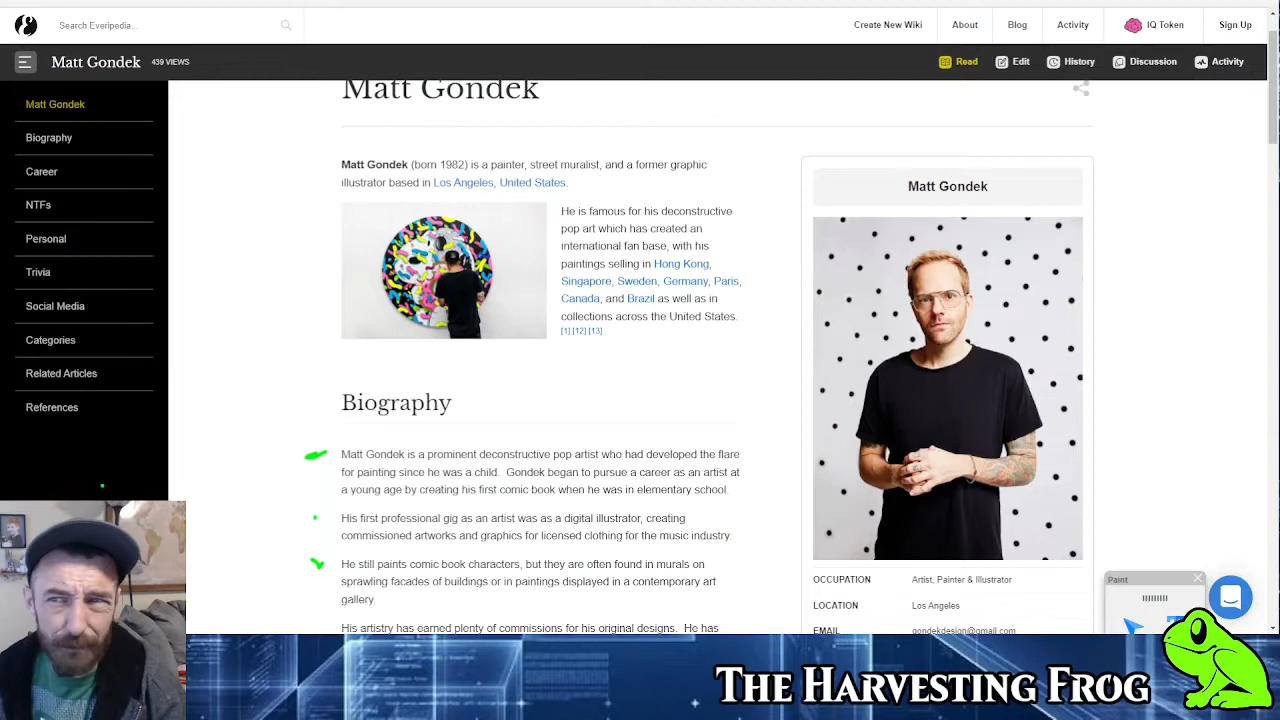 Search Everipedia...
Create New Wiki
About
Blog
Activity
IQ Token
Sign Up
Matt Gondek
439 VIEWS
Read
Edit
History
Discussion
Activity
Matt Gondek
Biography
Career
NTFs
Personal
Trivia
Social Media
Categories
Related Articles
References
Matt Gondek
Matt Gondek (born 1982) is a painter, street muralist, and a former graphic
illustrator based in Los Angeles, United States.
He is famous for his deconstructive
pop art which has created an
international fan base, with his
paintings selling in Hong Kong,
Singapore, Sweden, Germany, Paris,
Canada, and Brazil as well as in
collections across the United States.
[1] [12] [13]
Biography
Matt Gondek is a prominent deconstructive pop artist who had developed the flare
for painting since he was a child. Gondek began to pursue a career as an artist at
a young age by creating his first comic book when he was in elementary school.
His first professional gig as an artist was as a digital illustrator, creating
commissioned artworks and graphics for licensed clothing for the music industry.
He still paints comic book characters, but they are often found in murals on
sprawling facades of buildings or in paintings displayed in a contemporary art
gallery.
His artistry has earned plenty of commissions for his original designs. He has
Matt Gondek
OCCUPATION
Artist, Painter & Illustrator
LOCATION
Los Angeles
EMAIL
gondekdesign@gmail.com
Paint
THE HARVESTING FROG